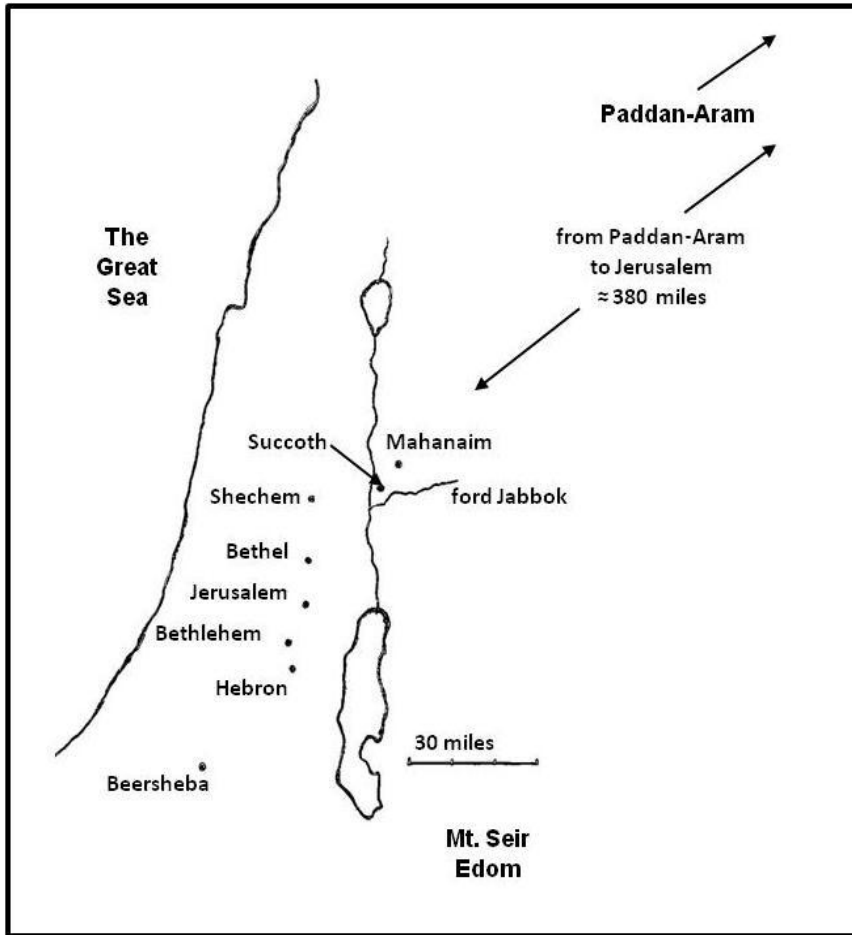 Paddan-Aram
The
Great
Sea
from Paddan-Aram
to Jerusalem
≈ 380 miles
Succoth
Mahanaim
Shechem
ford Jabbok
Bethel
Jerusalem
Bethlehem
Hebron
30 miles
Beersheba
Mt. Seir
Edom